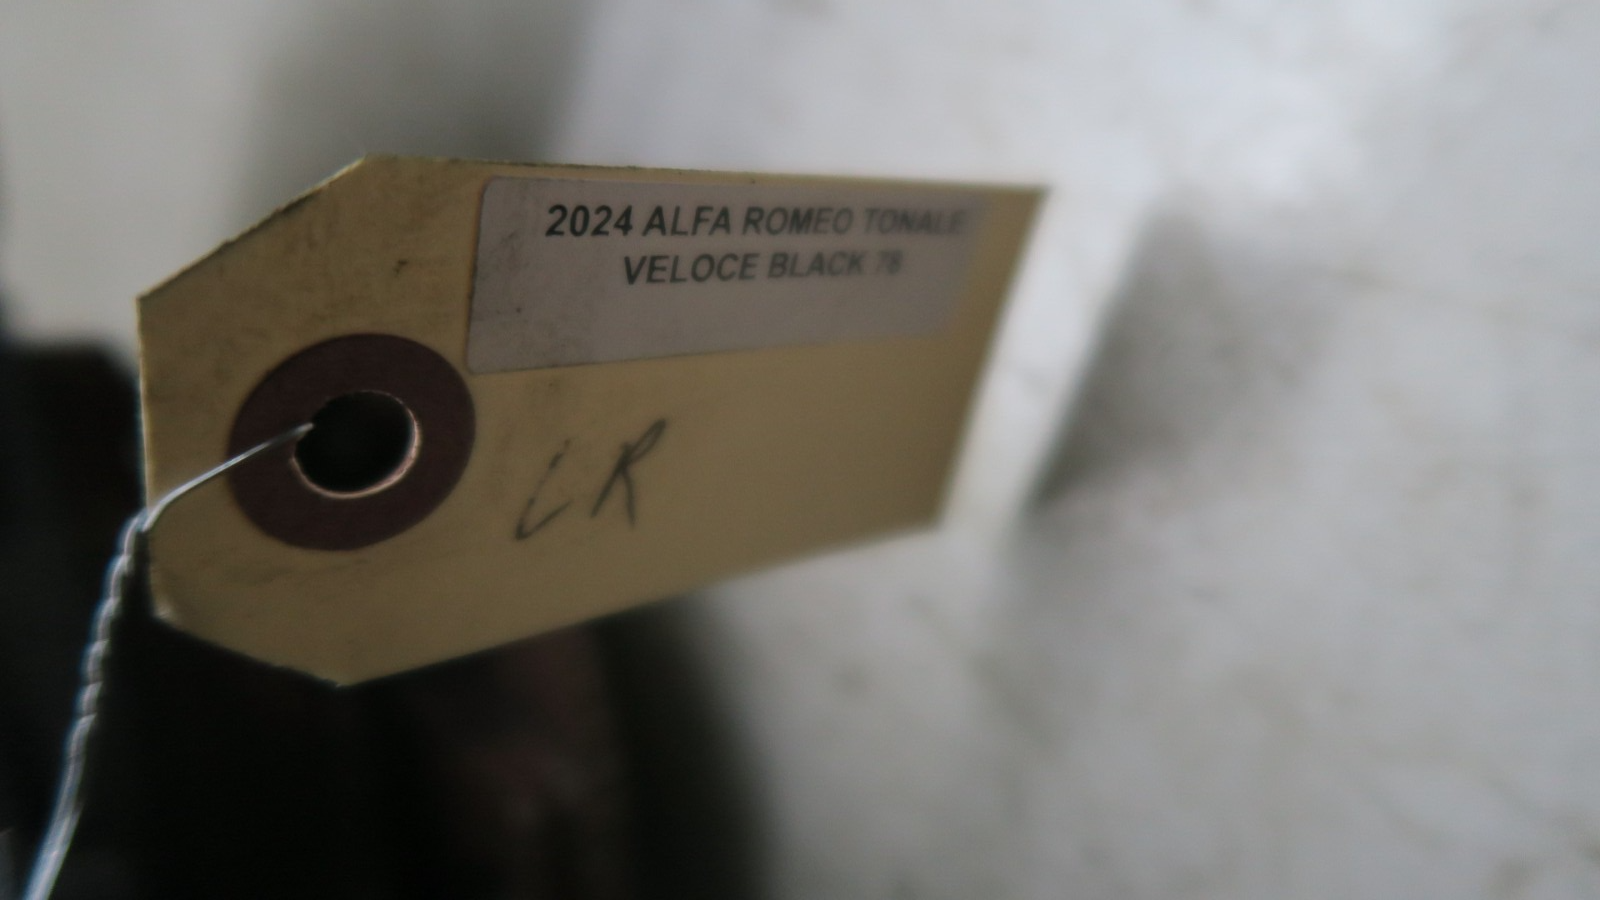 2024 ALFA ROMEO TONALE
VELOCE BLACK 78
LR